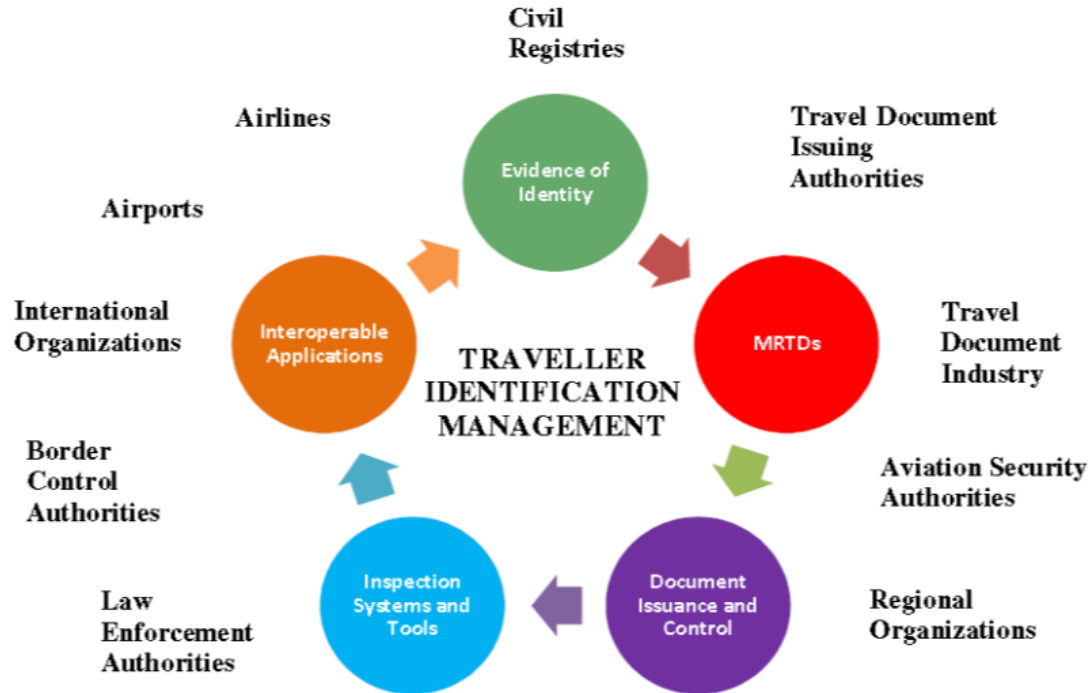 Civil
Registries
Airlines
Travel Document
Issuing
Authorities
Evidence of
Identity
Airports
International
Organizations
Interoperable
Applications
TRAVELLER
IDENTIFICATION
MANAGEMENT
MRTDs
Travel
Document
Industry
Border
Control
Authorities
Aviation Security
Authorities
Inspection
Systems and
Tools
Document
Issuance and
Control
Law
Enforcement
Authorities
Regional
Organizations